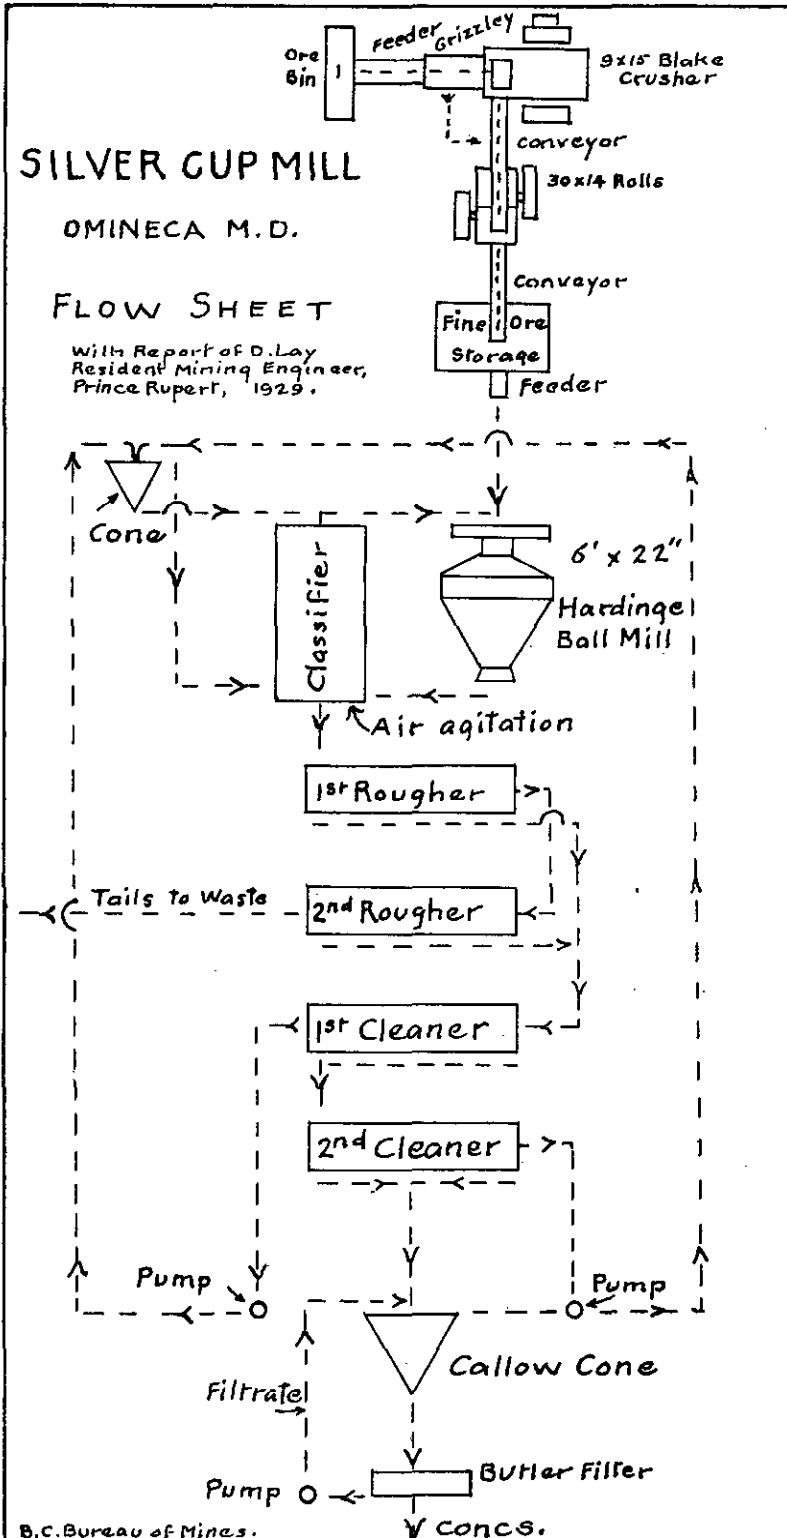 Ore
Bin
1
Feeder
Grizzley
9x15 Blake
Crusher
SILVER CUP MILL
Conveyor
30x14 Rolls
OMINECA M.D.
Conveyor
FLOW SHEET
Fine Ore
Storage
With Report of D. Lay
Resident Mining Engineer,
Prince Rupert, 1929.
Feeder
Cone
Classifier
6' x 22"
Hardinge
Ball Mill
Air agitation
1st Rougher
Tails to Waste
2nd Rougher
1st Cleaner
2nd Cleaner
Pump
Pump
Callow Cone
Filtrate
Butler Filter
Pump
B.C. Bureau of Mines.
Concs.